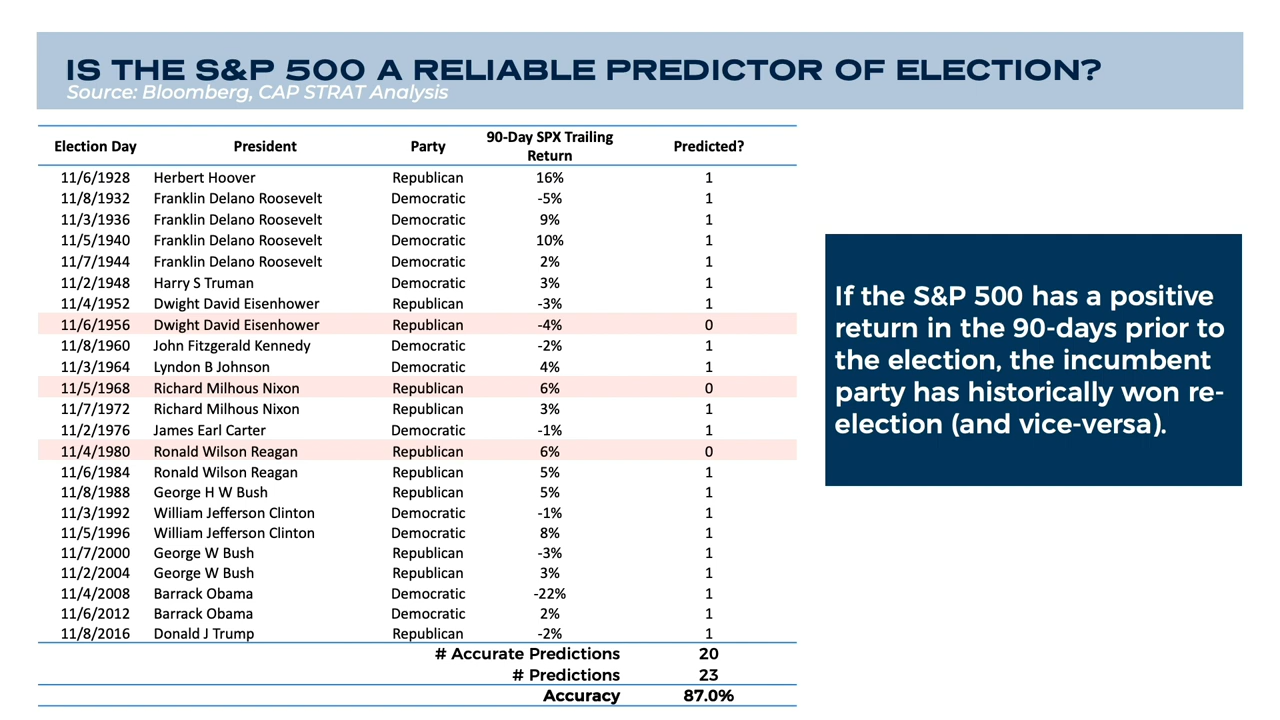 IS THE S&P 500 A RELIABLE PREDICTOR OF ELECTION?
Source: Bloomberg, CAP STRAT Analysis
Election Day President Party 90-Day SPX Trailing Return Predicted?
11/6/1928 Herbert Hoover Republican 16% 1
11/8/1932 Franklin Delano Roosevelt Democratic -5% 1
11/3/1936 Franklin Delano Roosevelt Democratic 9% 1
11/5/1940 Franklin Delano Roosevelt Democratic 10% 1
11/7/1944 Franklin Delano Roosevelt Democratic 2% 1
11/2/1948 Harry S Truman Democratic 3% 1
11/4/1952 Dwight David Eisenhower Republican -3% 1
11/6/1956 Dwight David Eisenhower Republican -4% 0
11/8/1960 John Fitzgerald Kennedy Democratic -2% 1
11/3/1964 Lyndon B Johnson Democratic 4% 1
11/5/1968 Richard Milhous Nixon Republican 6% 0
11/7/1972 Richard Milhous Nixon Republican 3% 1
11/2/1976 James Earl Carter Democratic -1% 1
11/4/1980 Ronald Wilson Reagan Republican 6% 0
11/6/1984 Ronald Wilson Reagan Republican 5% 1
11/8/1988 George H W Bush Republican 5% 1
11/3/1992 William Jefferson Clinton Democratic -1% 1
11/5/1996 William Jefferson Clinton Democratic 8% 1
11/7/2000 George W Bush Republican -3% 1
11/2/2004 George W Bush Republican 3% 1
11/4/2008 Barrack Obama Democratic -22% 1
11/6/2012 Barrack Obama Democratic 2% 1
11/8/2016 Donald J Trump Republican -2% 1
# Accurate Predictions 20
# Predictions 23
Accuracy 87.0%
If the S&P 500 has a positive
return in the 90-days prior to
the election, the incumbent
party has historically won re-
election (and vice-versa).